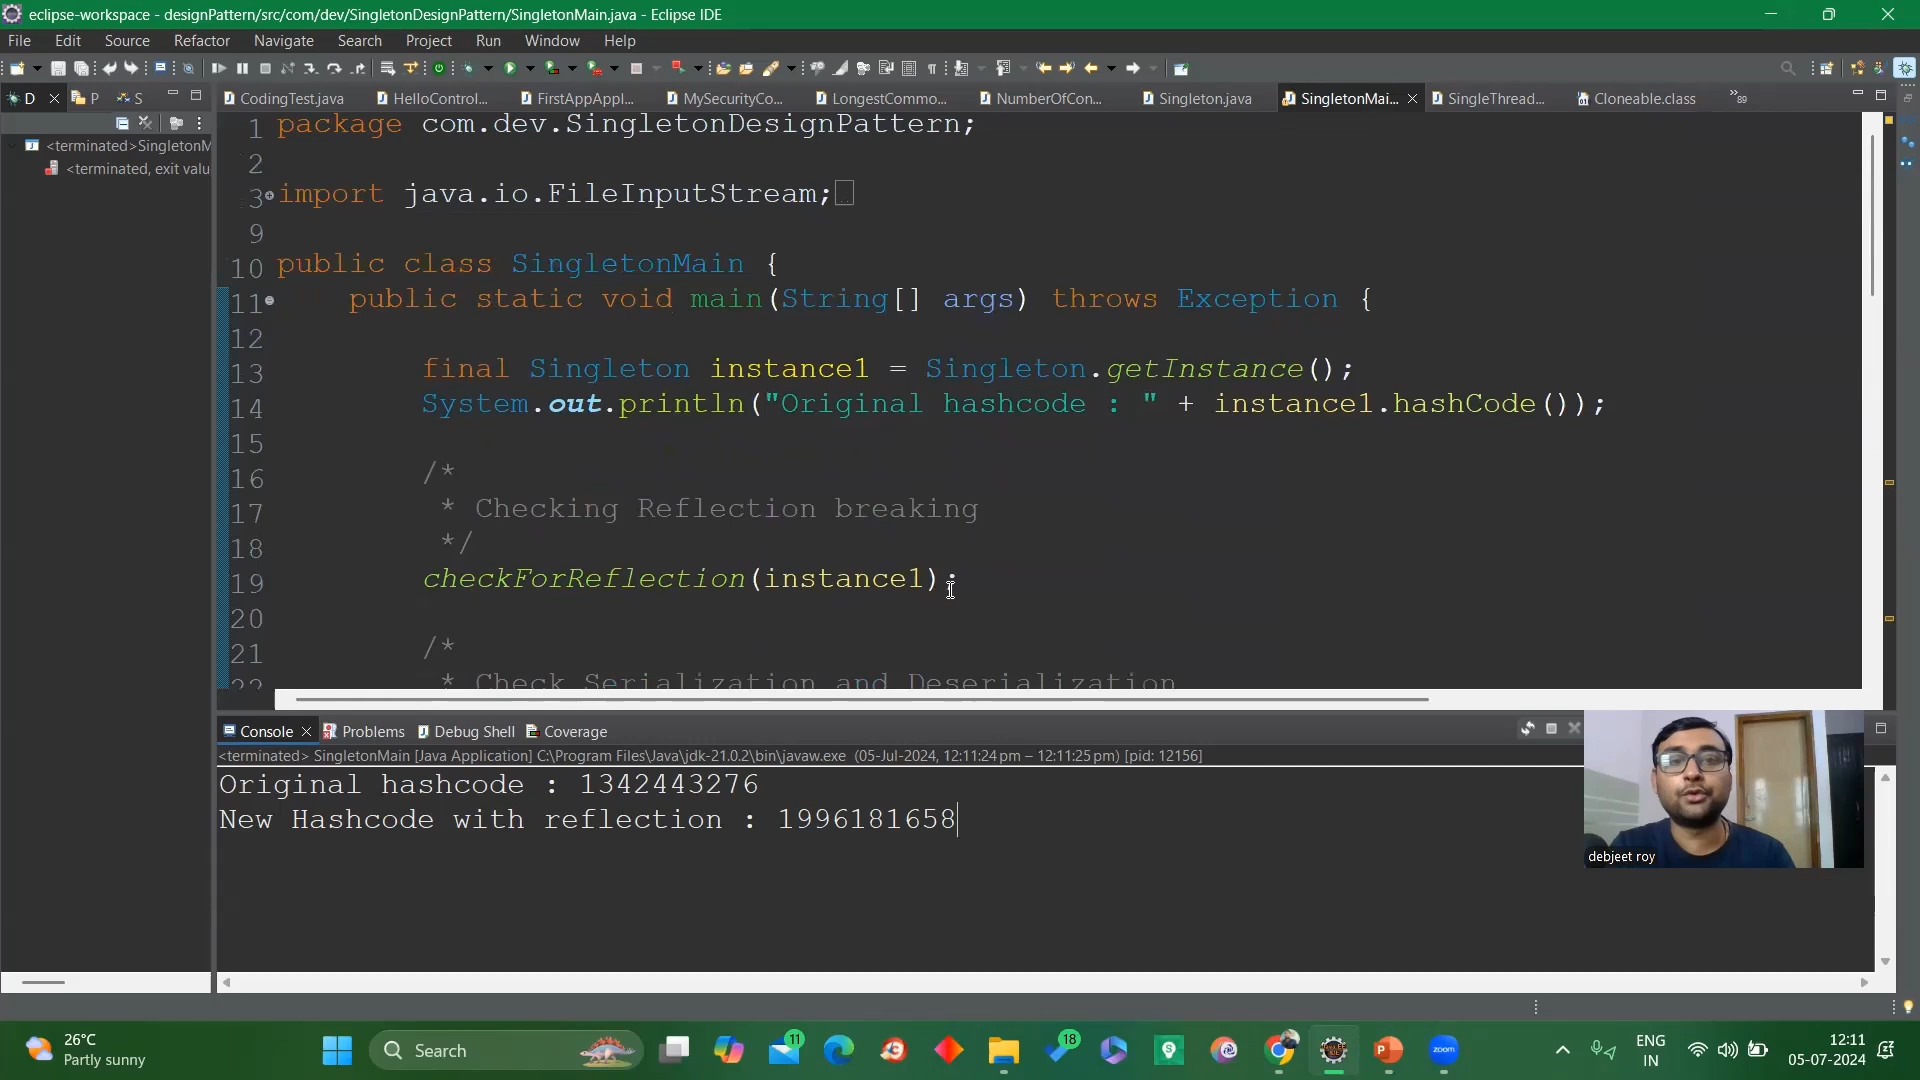 eclipse-workspace - designPattern/src/com/dev/SingletonDesignPattern/SingletonMain.java - Eclipse IDE
File Edit Source Refactor Navigate Search Project Run Window Help
D P S CodingTest.java HelloControl... FirstAppAppl... MySecurityCo... LongestCommo... NumberOfCon... Singleton.java SingletonMai... SingleThread... Cloneable.class »89
<terminated>SingletonM
<terminated, exit valu
1 package com.dev.SingletonDesignPattern;
2
3 import java.io.FileInputStream;
9
10 public class SingletonMain {
11 public static void main(String[] args) throws Exception {
12
13 final Singleton instance1 = Singleton.getInstance();
14 System.out.println("Original hashcode : " + instance1.hashCode());
15
16 /*
17 * Checking Reflection breaking
18 */
19 checkForReflection(instance1);
20
21 /*
22 * Check Serialization and Deserialization
Console Problems Debug Shell Coverage
<terminated> SingletonMain [Java Application] C:\Program Files\Java\jdk-21.0.2\bin\javaw.exe (05-Jul-2024, 12:11:24 pm – 12:11:25 pm) [pid: 12156]
Original hashcode : 1342443276
New Hashcode with reflection : 1996181658
debjeet roy
26°C
Partly sunny
Search
11
18
zoom
ENG
IN
12:11
05-07-2024